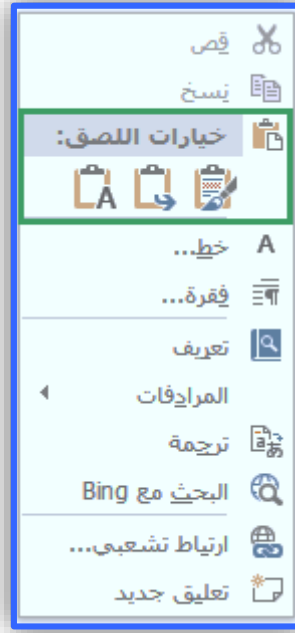 قص
نسخ
خيارات اللصق:
A
خط...
فقرة...
تعريف
المرادفات
ترجمة
البحث مع Bing
ارتباط تشعبي...
تعليق جديد